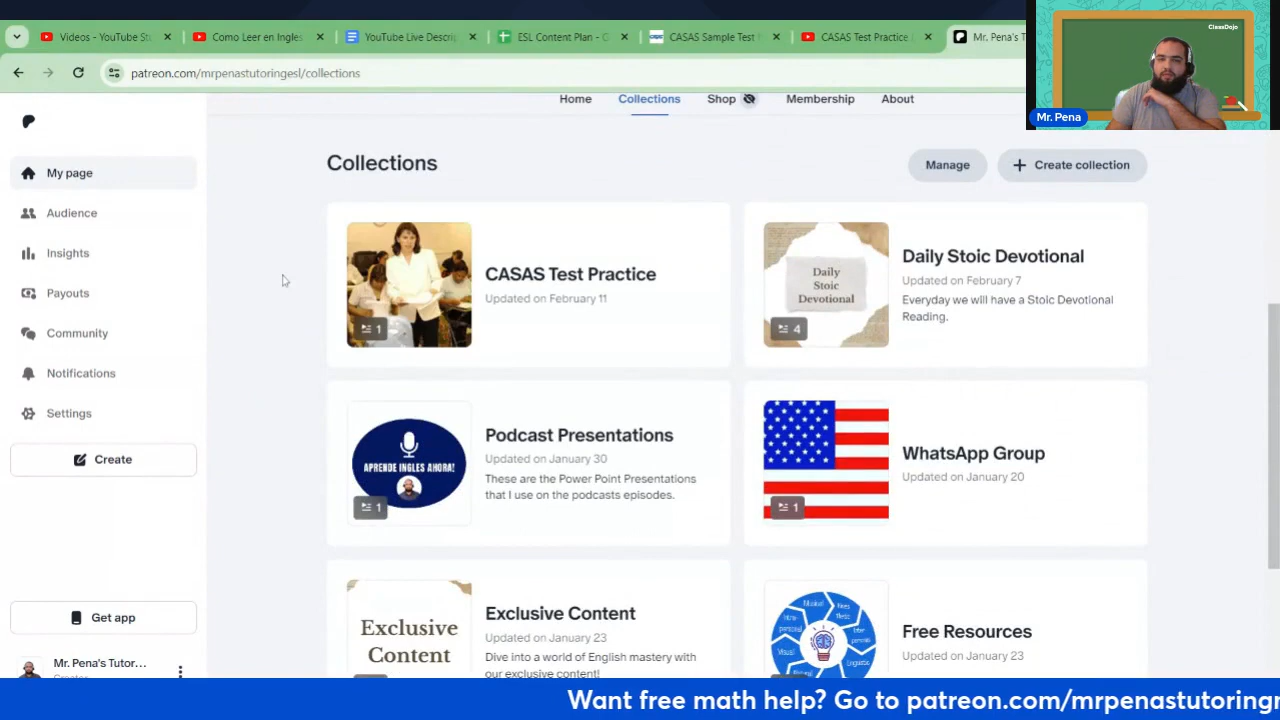 Videos - YouTube St
Como Leer en Ingles
YouTube Live Descrip
ESL Content Plan - G
CASAS Sample Test
CASAS Test Practice
Mr. Pena's T
patreon.com/mrpenastutoringesl/collections
ClassDojo
Mr. Pena
Home
Collections
Shop
Membership
About
My page
Audience
Insights
Payouts
Community
Notifications
Settings
Create
Get app
Mr. Pena's Tutor...
Creator
Collections
Manage
Create collection
CASAS Test Practice
Updated on February 11
1
Daily
Stoic
Devotional
4
Daily Stoic Devotional
Updated on February 7
Everyday we will have a Stoic Devotional
Reading.
APRENDE INGLES AHORA!
1
Podcast Presentations
Updated on January 30
These are the Power Point Presentations
that I use on the podcasts episodes.
1
WhatsApp Group
Updated on January 20
Exclusive
Content
Exclusive Content
Updated on January 23
Dive into a world of English mastery with
our exclusive content!
Musical
Visual
Free Resources
Updated on January 23
Want free math help? Go to patreon.com/mrpenastutoring